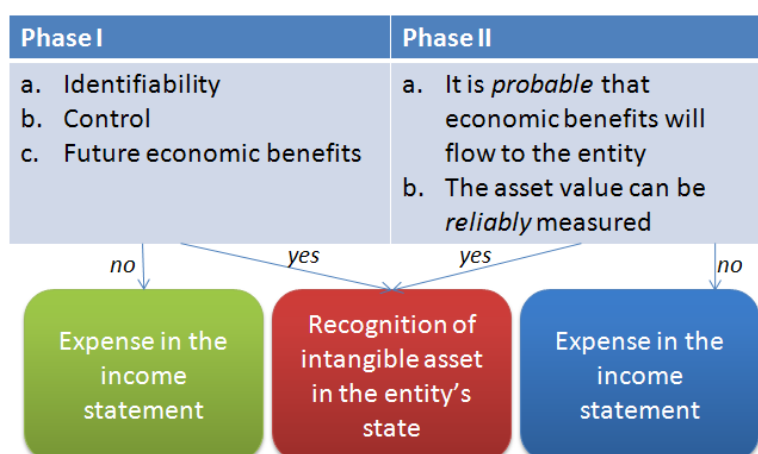 Phase I
a. Identifiability
b. Control
c. Future economic benefits
Phase II
a. It is probable that
economic benefits will
flow to the entity
b. The asset value can be
reliably measured
no
yes
yes
no
Expense in the
income
statement
Recognition of
intangible asset
in the entity's
state
Expense in the
income
statement